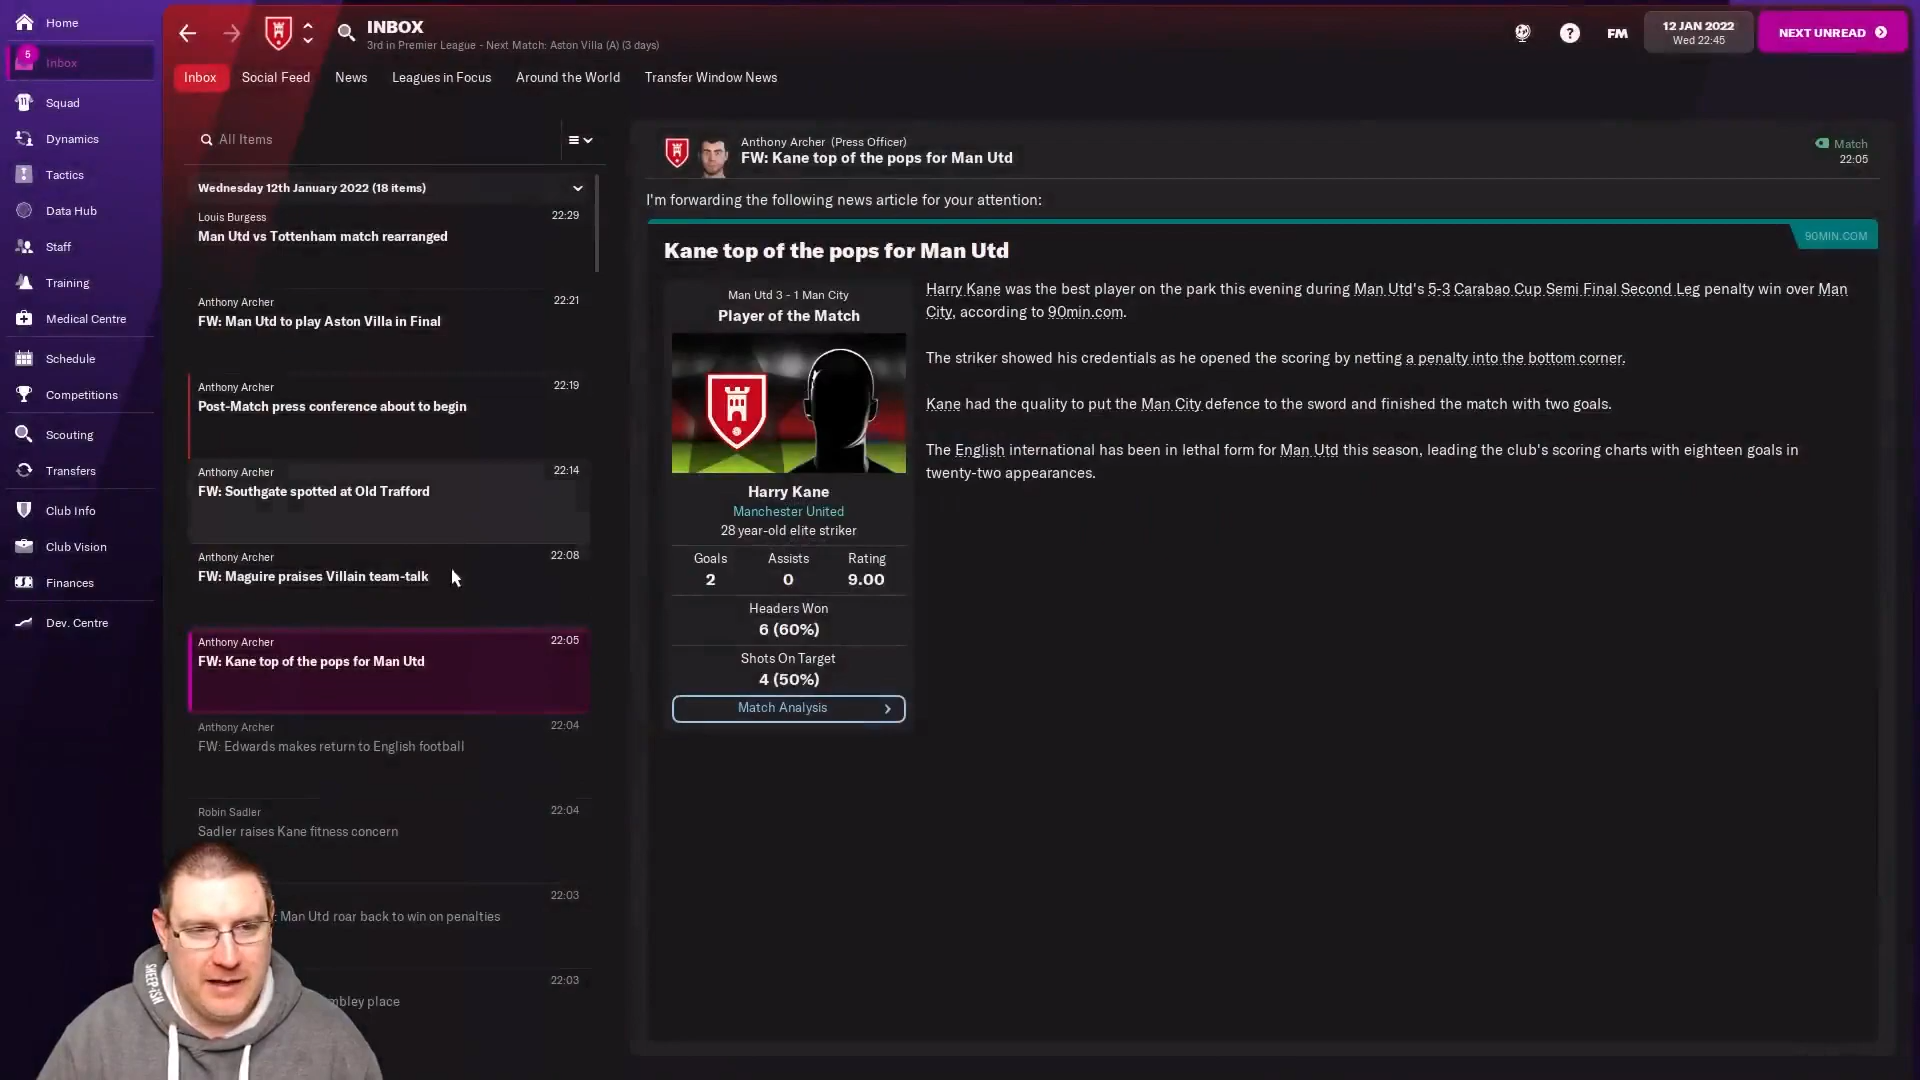 Home
5
Inbox
Squad
Dynamics
Tactics
Data Hub
Staff
Training
Medical Centre
Schedule
Competitions
Scouting
Transfers
Club Info
Club Vision
Finances
Dev. Centre
INBOX
3rd in Premier League - Next Match: Aston Villa (A) (3 days)
?
FM
12 JAN 2022
Wed 22:45
NEXT UNREAD
Inbox
Social Feed
News
Leagues in Focus
Around the World
Transfer Window News
All Items
Wednesday 12th January 2022 (18 items)
Louis Burgess
22:29
Man Utd vs Tottenham match rearranged
Anthony Archer
22:21
FW: Man Utd to play Aston Villa in Final
Anthony Archer
22:19
Post-Match press conference about to begin
Anthony Archer
22:14
FW: Southgate spotted at Old Trafford
Anthony Archer
22:08
FW: Maguire praises Villain team-talk
Anthony Archer
22:05
FW: Kane top of the pops for Man Utd
Anthony Archer
22:04
FW: Edwards makes return to English football
Robin Sadler
22:04
Sadler raises Kane fitness concern
22:03
: Man Utd roar back to win on penalties
22:03
mbley place
SHEEP-ISH
Anthony Archer (Press Officer)
FW: Kane top of the pops for Man Utd
Match
22:05
I'm forwarding the following news article for your attention:
90MIN.COM
Kane top of the pops for Man Utd
Man Utd 3 - 1 Man City
Player of the Match
Harry Kane
Manchester United
28 year-old elite striker
Goals Assists Rating
2 0 9.00
Headers Won
6 (60%)
Shots On Target
4 (50%)
Match Analysis
Harry Kane was the best player on the park this evening during Man Utd's 5-3 Carabao Cup Semi Final Second Leg penalty win over Man
City, according to 90min.com.
The striker showed his credentials as he opened the scoring by netting a penalty into the bottom corner.
Kane had the quality to put the Man City defence to the sword and finished the match with two goals.
The English international has been in lethal form for Man Utd this season, leading the club's scoring charts with eighteen goals in
twenty-two appearances.